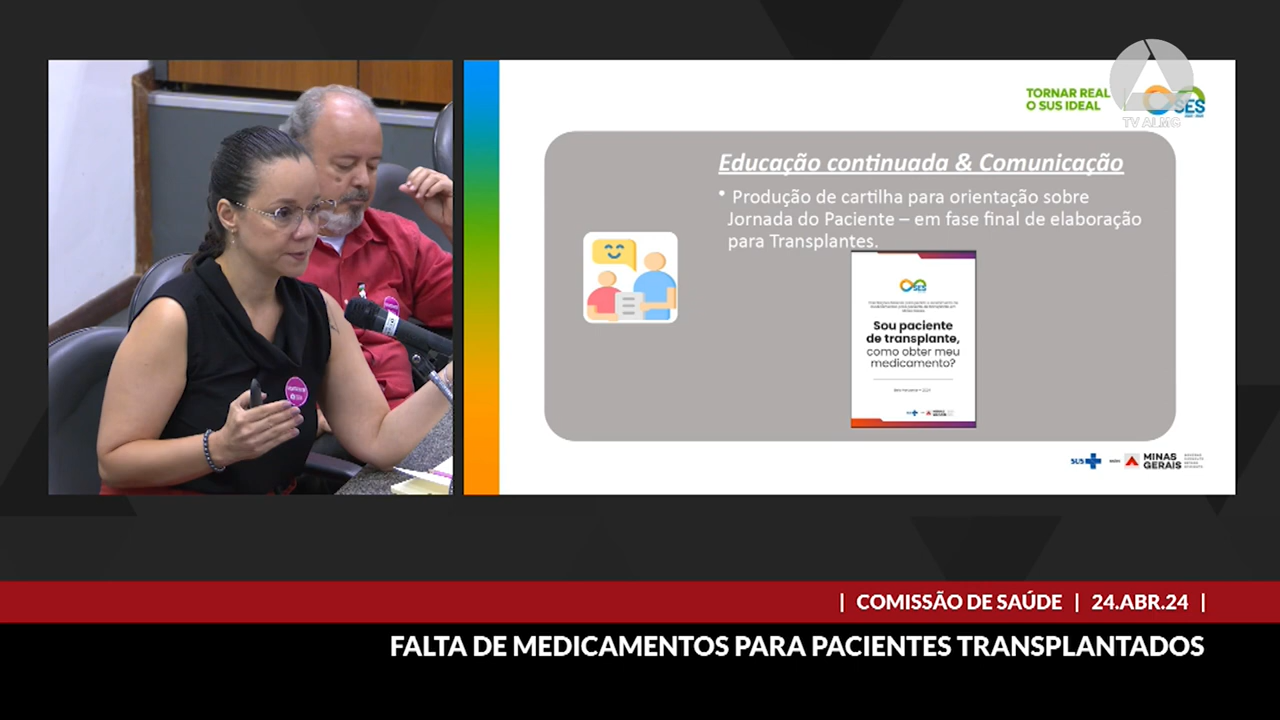 TORNAR REAL
O SUS IDEAL
SES
TV ALMG
Educação continuada & Comunicação
• Produção de cartilha para orientação sobre
Jornada do Paciente – em fase final de elaboração
para Transplantes.
SES
Sou paciente
de transplante,
como obter meu
medicamento?
SUS
MINAS
GERAIS
| COMISSÃO DE SAÚDE | 24.ABR.24 |
FALTA DE MEDICAMENTOS PARA PACIENTES TRANSPLANTADOS